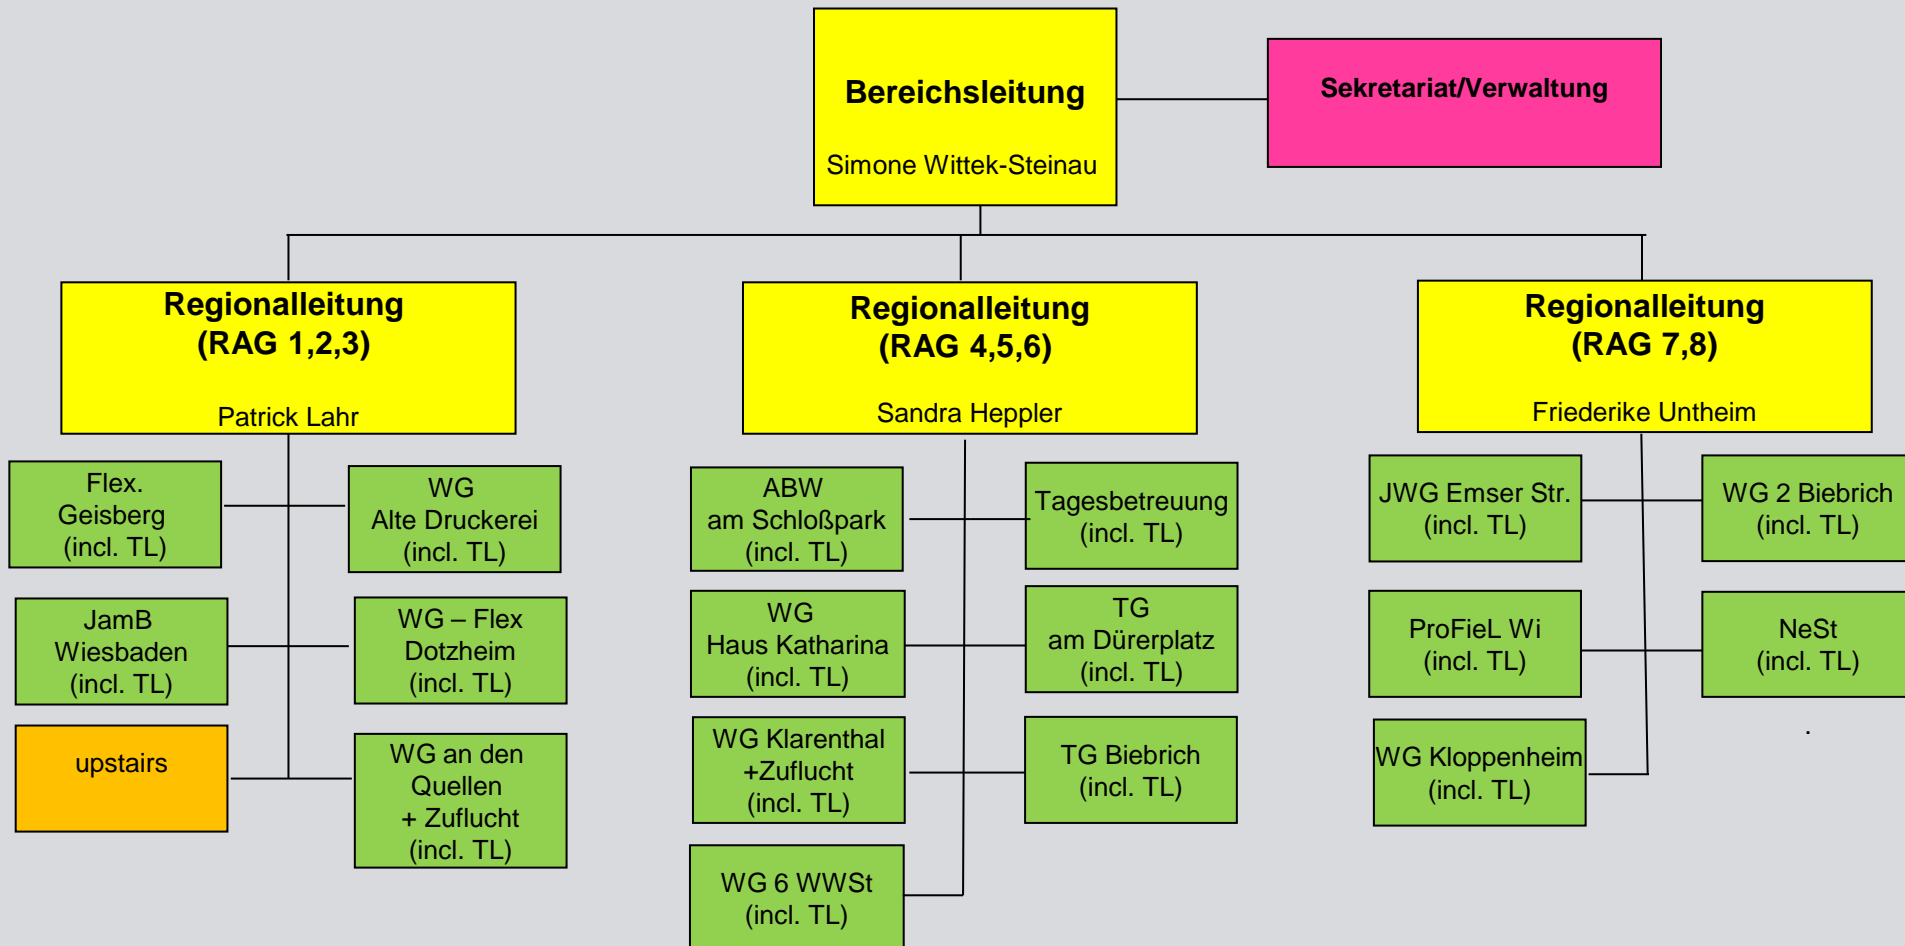 Bereichsleitung
Simone Wittek-Steinau
Sekretariat/Verwaltung
Regionalleitung
(RAG 1,2,3)
Patrick Lahr
Regionalleitung
(RAG 4,5,6)
Sandra Heppler
Regionalleitung
(RAG 7,8)
Friederike Untheim
Flex.
Geisberg
(incl. TL)
WG
Alte Druckerei
(incl. TL)
JamB
Wiesbaden
(incl. TL)
WG – Flex
Dotzheim
(incl. TL)
upstairs
WG an den
Quellen
+ Zuflucht
(incl. TL)
ABW
am Schloßpark
(incl. TL)
Tagesbetreuung
(incl. TL)
WG
Haus Katharina
(incl. TL)
TG
am Dürerplatz
(incl. TL)
WG Klarenthal
+Zuflucht
(incl. TL)
TG Biebrich
(incl. TL)
WG 6 WWSt
(incl. TL)
JWG Emser Str.
(incl. TL)
WG 2 Biebrich
(incl. TL)
ProFieL Wi
(incl. TL)
NeSt
(incl. TL)
.
WG Kloppenheim
(incl. TL)